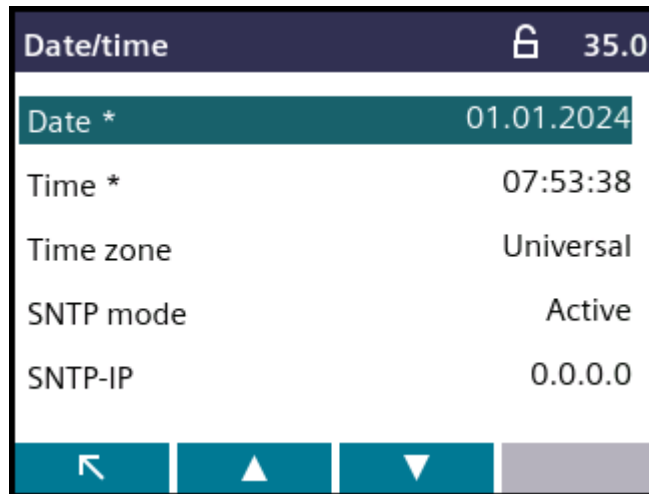 Date/time 35.0
Date * 01.01.2024
Time * 07:53:38
Time zone Universal
SNTP mode Active
SNTP-IP 0.0.0.0